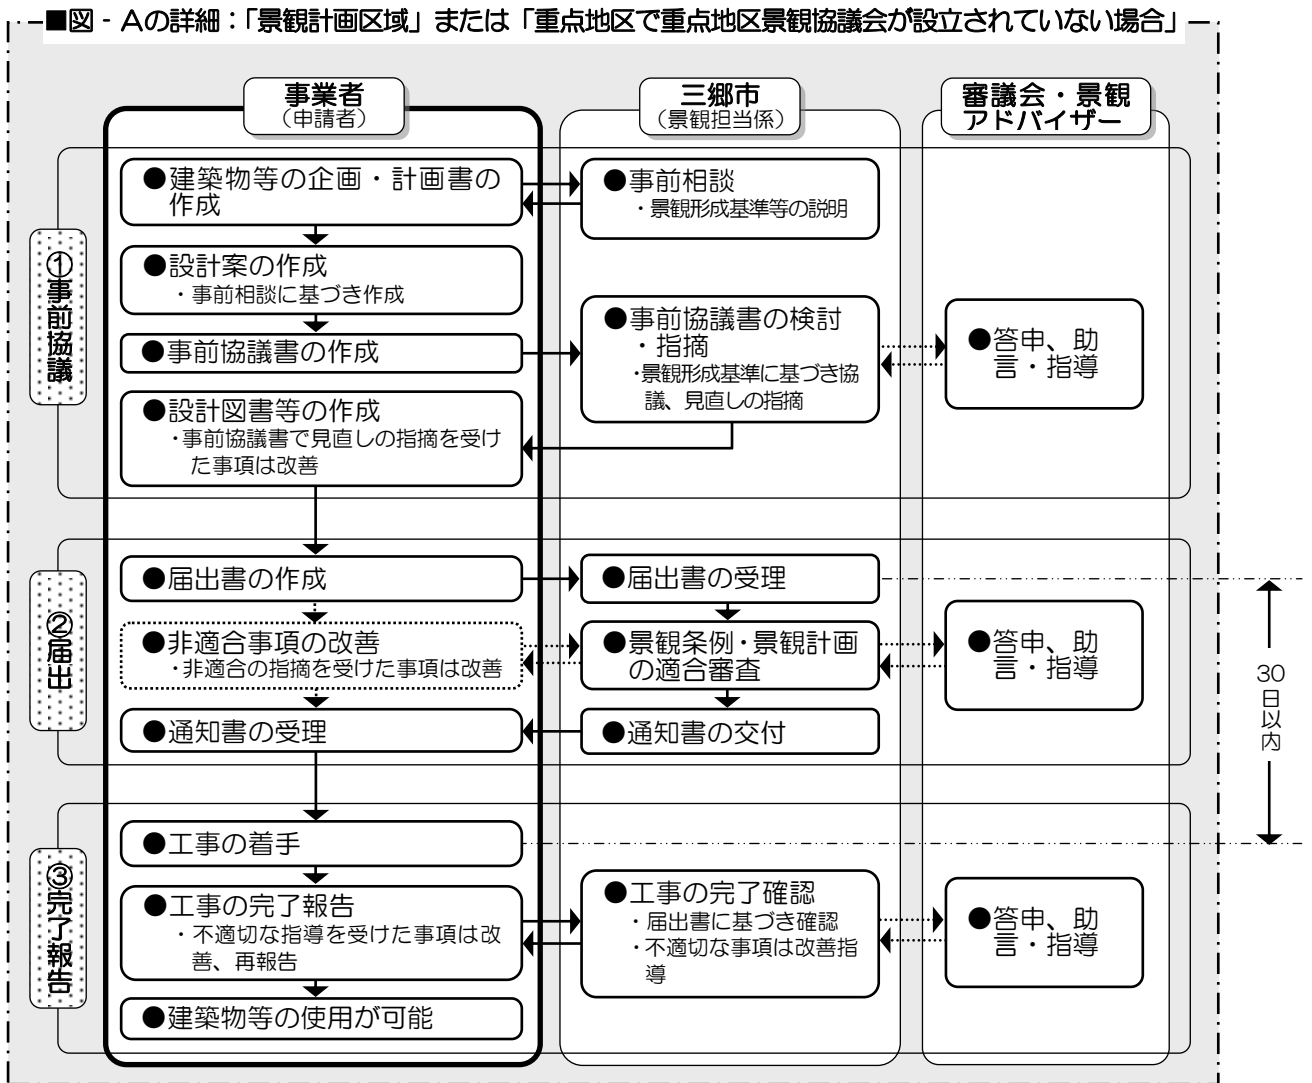 ■図‐Aの詳細：「景観計画区域」または「重点地区で重点地区景観協議会が設立されていない場合」
事業者
（申請者）
三郷市
（景観担当係）
審議会・景観
アドバイザー
①事前協議
●建築物等の企画・計画書の
作成
●事前相談
・景観形成基準等の説明
●設計案の作成
・事前相談に基づき作成
●事前協議書の作成
●事前協議書の検討
・指摘
・景観形成基準に基づき協
議、見直しの指摘
●答申、助
言・指導
●設計図書等の作成
・事前協議書で見直しの指摘を受け
た事項は改善
②届出
●届出書の作成
●届出書の受理
●非適合事項の改善
・非適合の指摘を受けた事項は改善
●景観条例・景観計画
の適合審査
●答申、助
言・指導
●通知書の受理
●通知書の交付
30日以内
③完了報告
●工事の着手
●工事の完了報告
・不適切な指導を受けた事項は改
善、再報告
●工事の完了確認
・届出書に基づき確認
・不適切な事項は改善指
導
●答申、助
言・指導
●建築物等の使用が可能